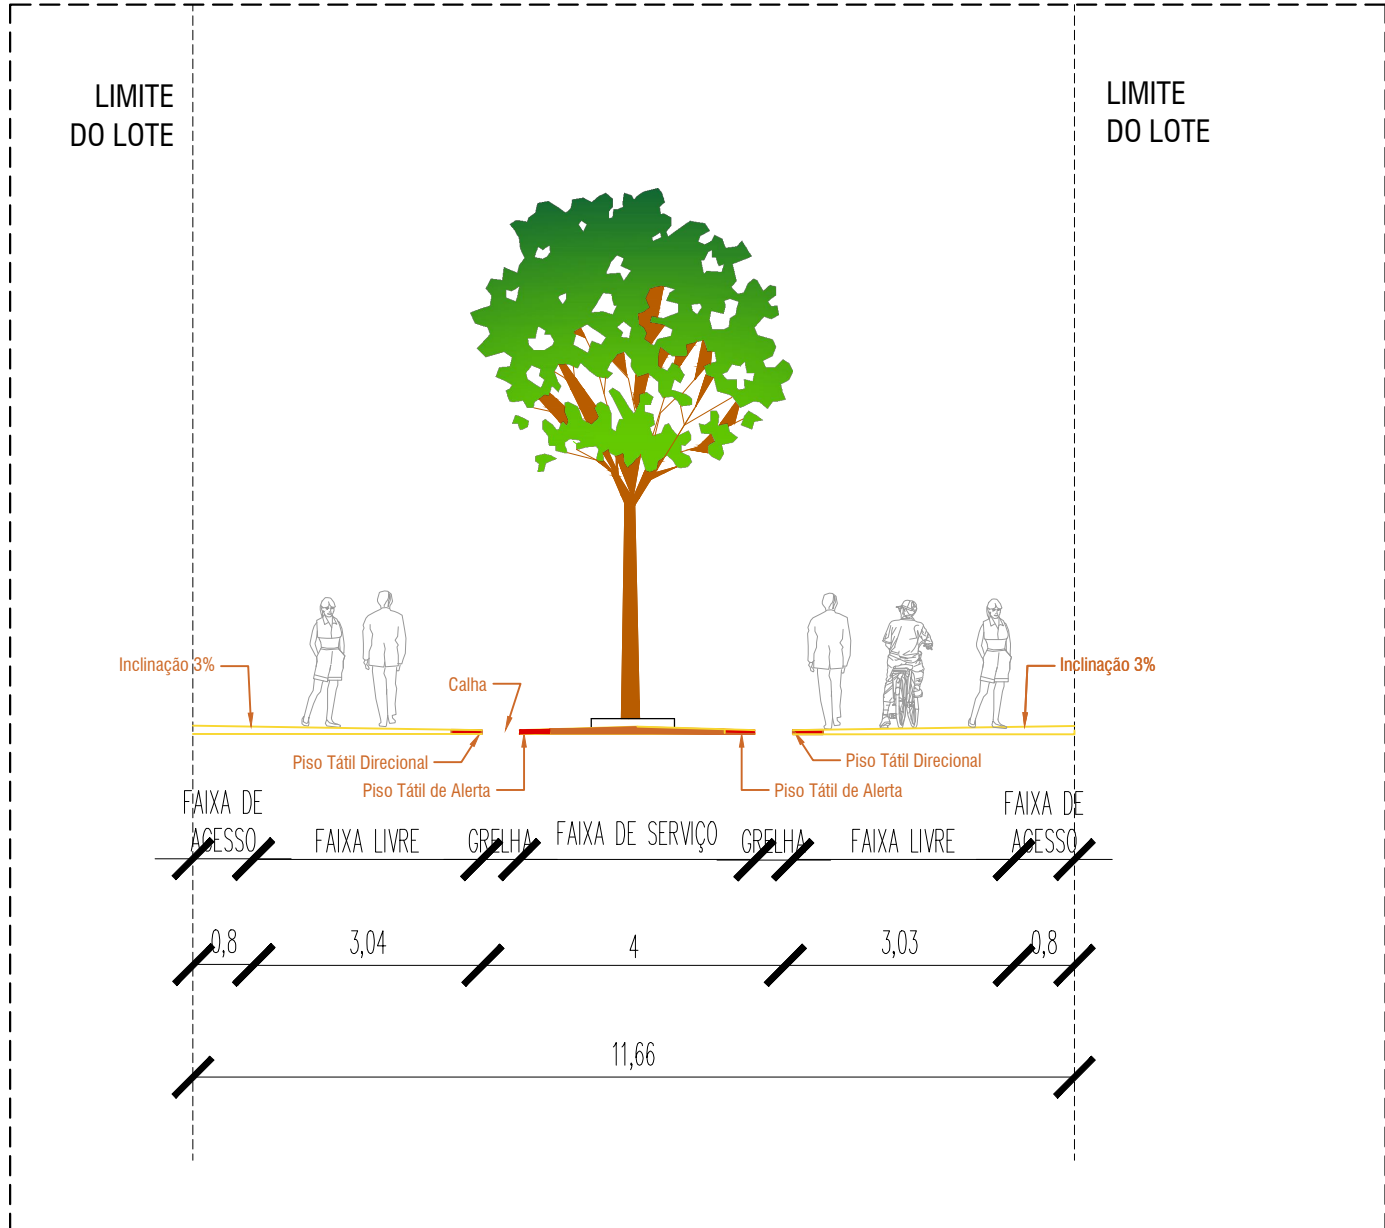 LIMITE
DO LOTE
LIMITE
DO LOTE
Inclinação 3%
Inclinação 3%
Calha
Piso Tátil Direcional
Piso Tátil Direcional
Piso Tátil de Alerta
Piso Tátil de Alerta
FAIXA DE
ACESSO
FAIXA LIVRE
GRELHA
FAIXA DE SERVIÇO
GRELHA
FAIXA LIVRE
FAIXA DE
ACESSO
0,8
3,04
4
3,03
0,8
11,66